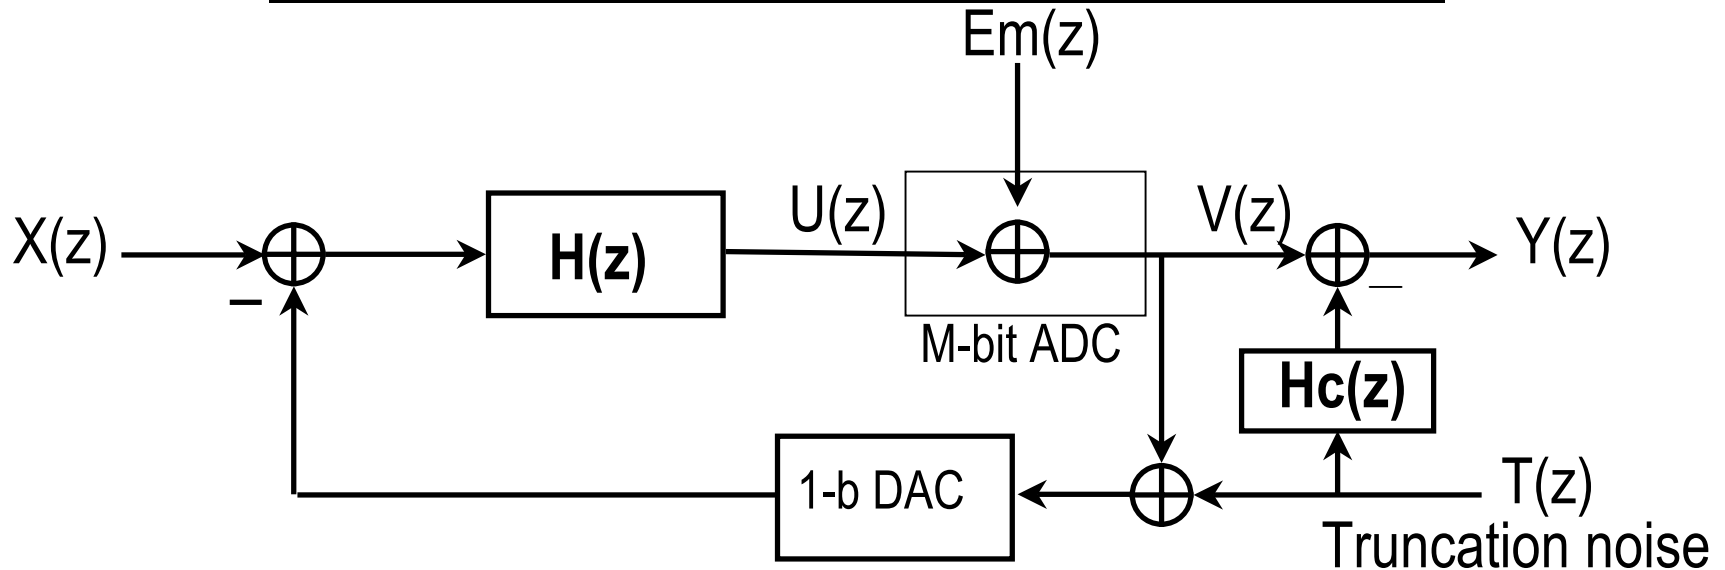 Em(z)
X(z)
H(z)
U(z)
V(z)
Y(z)
M-bit ADC
Hc(z)
1-b DAC
T(z)
Truncation noise